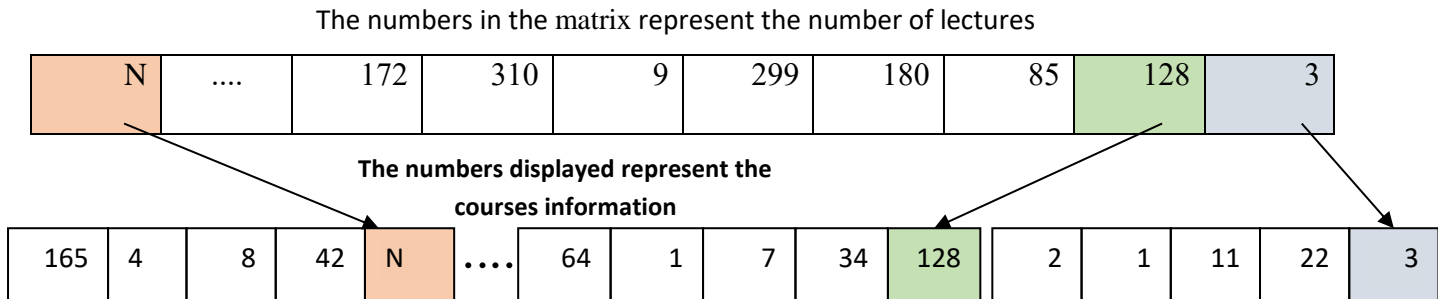 The numbers in the matrix represent the number of lectures
N .... 172 310 9 299 180 85 128 3
The numbers displayed represent the
courses information
165 4 8 42 N .... 64 1 7 34 128 2 1 11 22 3